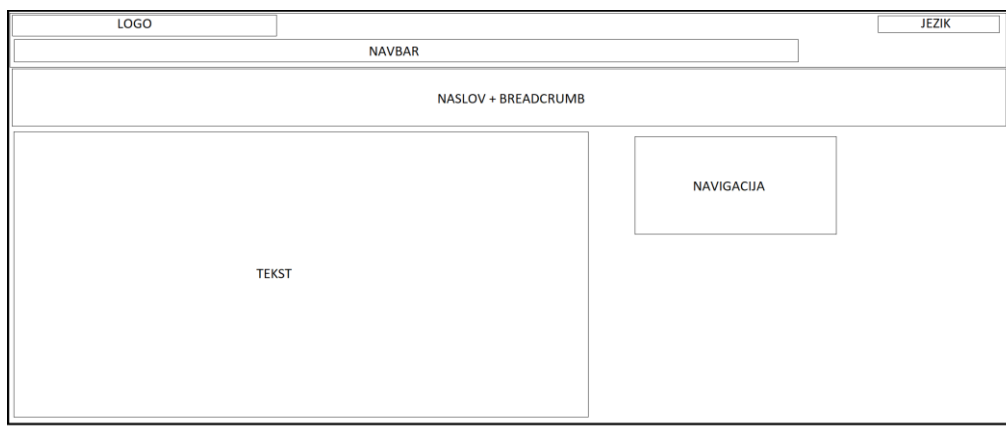 LOGO
JEZIK
NAVBAR
NASLOV + BREADCRUMB
TEKST
NAVIGACIJA